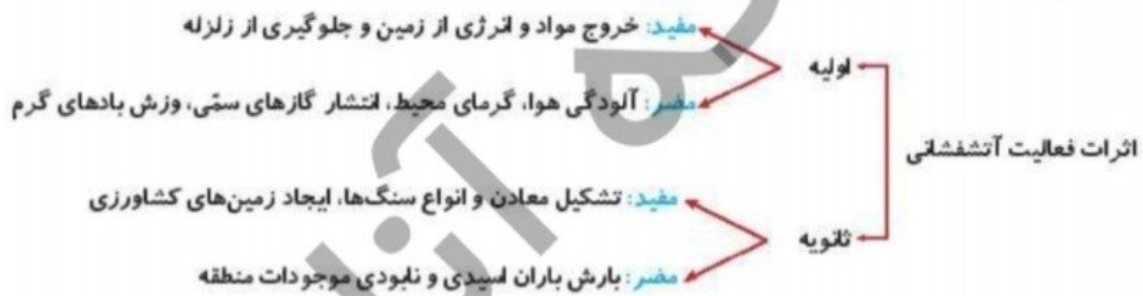 مفید: خروج مواد و انرژی از زمین و جلوگیری از زلزله
اولیه
مضر: آلودگی هوا، گرمای محیط، انتشار گازهای سمّی، وزش بادهای گرم
اثرات فعالیت آتشفشانی
مفید: تشکیل معادن و انواع سنگ‌ها، ایجاد زمین‌های کشاورزی
ثانویه
مضر: بارش باران اسیدی و نابودی موجودات منطقه